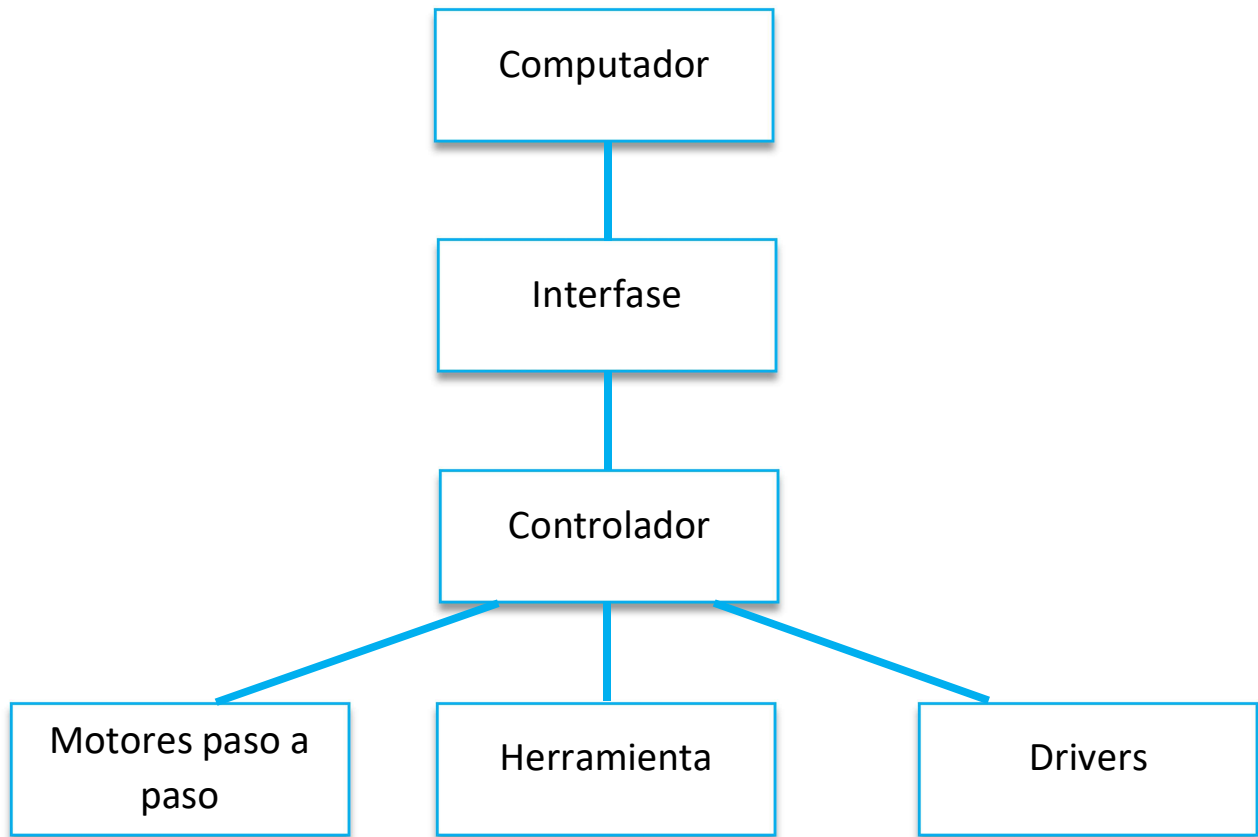 Computador
Interfase
Controlador
Motores paso a
paso
Herramienta
Drivers